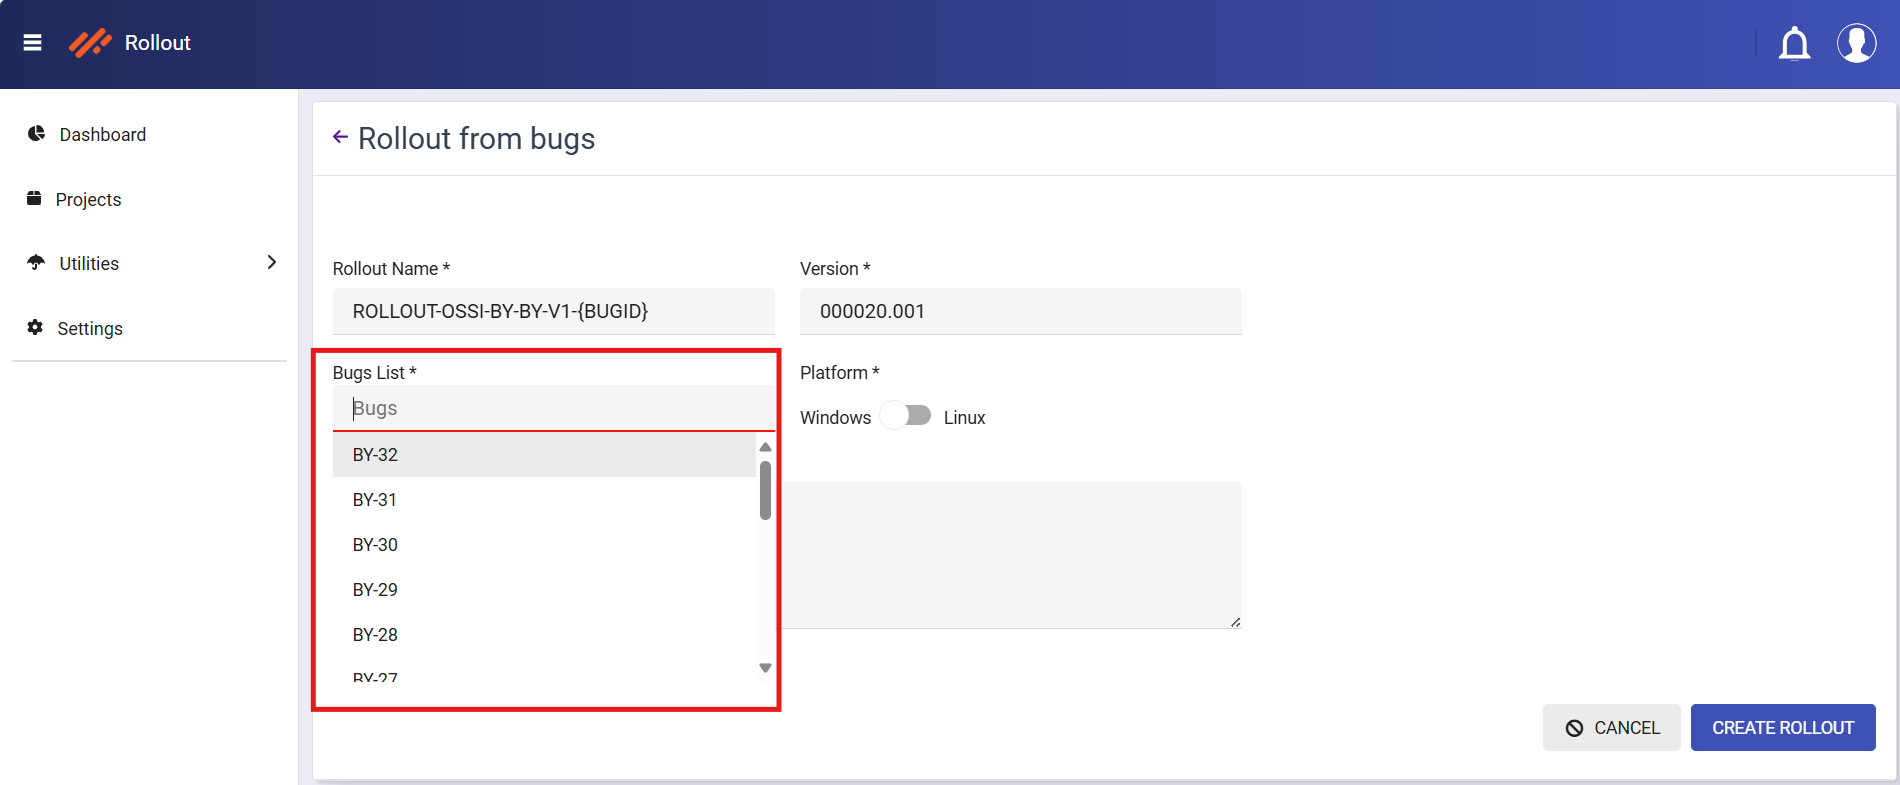 Rollout
Dashboard
Projects
Utilities
Settings
Rollout from bugs
Rollout Name *
Version *
ROLLOUT-OSSI-BY-BY-V1-{BUGID}
000020.001
Bugs List *
Platform *
Bugs
Windows
Linux
BY-32
BY-31
BY-30
BY-29
BY-28
BY-27
CANCEL
CREATE ROLLOUT